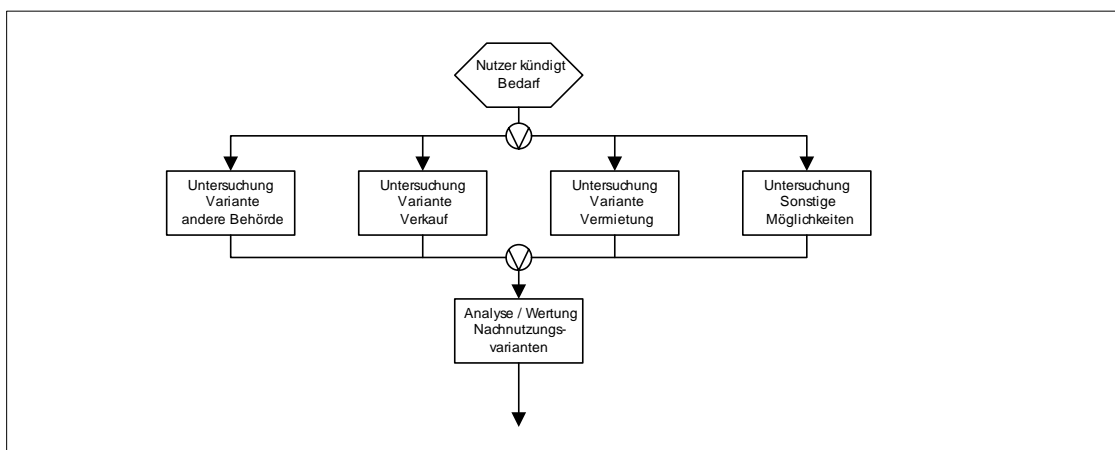 Nutzer kündigt
Bedarf
Untersuchung
Variante
andere Behörde
Untersuchung
Variante
Verkauf
Untersuchung
Variante
Vermietung
Untersuchung
Sonstige
Möglichkeiten
Analyse / Wertung
Nachnutzungs-
varianten